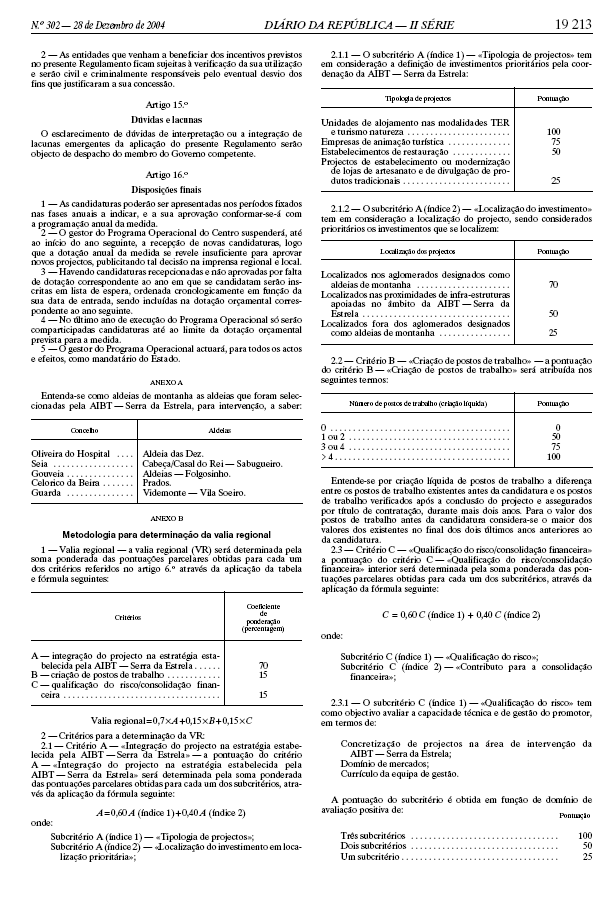 N.º 302 — 28 de Dezembro de 2004
DIÁRIO DA REPÚBLICA — II SÉRIE
19 213
2 — As entidades que venham a beneficiar dos incentivos previstos
no presente Regulamento ficam sujeitas à verificação da sua utilização
e serão civil e criminalmente responsáveis pelo eventual desvio dos
fins que justificaram a sua concessão.
Artigo 15.º
Dúvidas e lacunas
O esclarecimento de dúvidas de interpretação ou a integração de
lacunas emergentes da aplicação do presente Regulamento serão
objecto de despacho do membro do Governo competente.
Artigo 16.º
Disposições finais
1 — As candidaturas poderão ser apresentadas nos períodos fixados
nas fases anuais a indicar, e a sua aprovação conformar-se-á com
a programação anual da medida.
2 — O gestor do Programa Operacional do Centro suspenderá, até
ao início do ano seguinte, a recepção de novas candidaturas, logo
que a dotação anual da medida se revele insuficiente para aprovar
novos projectos, publicitando tal decisão na imprensa regional e local.
3 — Havendo candidaturas recepcionadas e não aprovadas por falta
de dotação correspondente ao ano em que se candidatam serão ins-
critas em lista de espera, ordenada cronologicamente em função da
sua data de entrada, sendo incluídas na dotação orçamental corres-
pondente ao ano seguinte.
4 — No último ano de execução do Programa Operacional só serão
comparticipadas candidaturas até ao limite da dotação orçamental
prevista para a medida.
5 — O gestor do Programa Operacional actuará, para todos os actos
e efeitos, como mandatário do Estado.
ANEXO A
Entenda-se como aldeias de montanha as aldeias que foram selec-
cionadas pela AIBT — Serra da Estrela, para intervenção, a saber:
Concelho Aldeias
Oliveira do Hospital .... Aldeia das Dez.
Seia .................. Cabeça/Casal do Rei — Sabugueiro.
Gouveia ............... Aldeias — Folgosinho.
Celorico da Beira ....... Prados.
Guarda ............... Videmonte — Vila Soeiro.
ANEXO B
Metodologia para determinação da valia regional
1 — Valia regional — a valia regional (VR) será determinada pela
soma ponderada das pontuações parcelares obtidas para cada um
dos critérios referidos no artigo 6.º através da aplicação da tabela
e fórmula seguintes:
Critérios
Coeficiente
de
ponderação
(percentagem)
A — integração do projecto na estratégia esta-
belecida pela AIBT — Serra da Estrela ...... 70
B — criação de postos de trabalho ............ 15
C — qualificação do risco/consolidação finan-
ceira ................................... 15
Valia regional=0,7×A+0,15×B+0,15×C
2 — Critérios para a determinação da VR:
2.1 — Critério A — «Integração do projecto na estratégia estabe-
lecida pela AIBT — Serra da Estrela» — a pontuação do critério
A — «Integração do projecto na estratégia estabelecida pela
AIBT — Serra da Estrela» será determinada pela soma ponderada
das pontuações parcelares obtidas para cada um dos subcritérios, atra-
vés da aplicação da fórmula seguinte:
A=0,60 A (índice 1)+0,40 A (índice 2)
onde:
Subcritério A (índice 1) — «Tipologia de projectos»;
Subcritério A (índice 2) — «Localização do investimento em loca-
lização prioritária»;
2.1.1 — O subcritério A (índice 1) — «Tipologia de projectos» tem
em consideração a definição de investimentos prioritários pela coor-
denação da AIBT — Serra da Estrela:
Tipologia de projectos Pontuação
Unidades de alojamento nas modalidades TER
e turismo natureza ....................... 100
Empresas de animação turística .............. 75
Estabelecimentos de restauração ............. 50
Projectos de estabelecimento ou modernização
de lojas de artesanato e de divulgação de pro-
dutos tradicionais ........................ 25
2.1.2 — O subcritério A (índice 2) — «Localização do investimento»
tem em consideração a localização do projecto, sendo considerados
prioritários os investimentos que se localizem:
Localização dos projectos Pontuação
Localizados nos aglomerados designados como
aldeias de montanha ..................... 70
Localizados nas proximidades de infra-estruturas
apoiadas no âmbito da AIBT — Serra da
Estrela ................................. 50
Localizados fora dos aglomerados designados
como aldeias de montanha ................ 25
2.2 — Critério B — «Criação de postos de trabalho» — a pontuação
do critério B — «Criação de postos de trabalho» será atribuída nos
seguintes termos:
Número de postos de trabalho (criação líquida) Pontuação
0 ........................................ 0
1 ou 2 .................................... 50
3 ou 4 .................................... 75
> 4 ....................................... 100
Entende-se por criação líquida de postos de trabalho a diferença
entre os postos de trabalho existentes antes da candidatura e os postos
de trabalho verificados após a conclusão do projecto e assegurados
por título de contratação, durante mais dois anos. Para o valor dos
postos de trabalho antes da candidatura considera-se o maior dos
valores dos existentes no final dos dois últimos anos anteriores ao
da candidatura.
2.3 — Critério C — «Qualificação do risco/consolidação financeira»
a pontuação do critério C — «Qualificação do risco/consolidação
financeira» interior será determinada pela soma ponderada das pon-
tuações parcelares obtidas para cada um dos subcritérios, através da
aplicação da fórmula seguinte:
C = 0,60 C (índice 1) + 0,40 C (índice 2)
onde:
Subcritério C (índice 1) — «Qualificação do risco»;
Subcritério C (índice 2) — «Contributo para a consolidação
financeira»;
2.3.1 — O subcritério C (índice 1) — «Qualificação do risco» tem
como objectivo avaliar a capacidade técnica e de gestão do promotor,
em termos de:
Concretização de projectos na área de intervenção da
AIBT — Serra da Estrela;
Domínio de mercados;
Currículo da equipa de gestão.
A pontuação do subcritério é obtida em função de domínio de
avaliação positiva de:
Pontuação
Três subcritérios .................................. 100
Dois subcritérios .................................. 50
Um subcritério .................................... 25